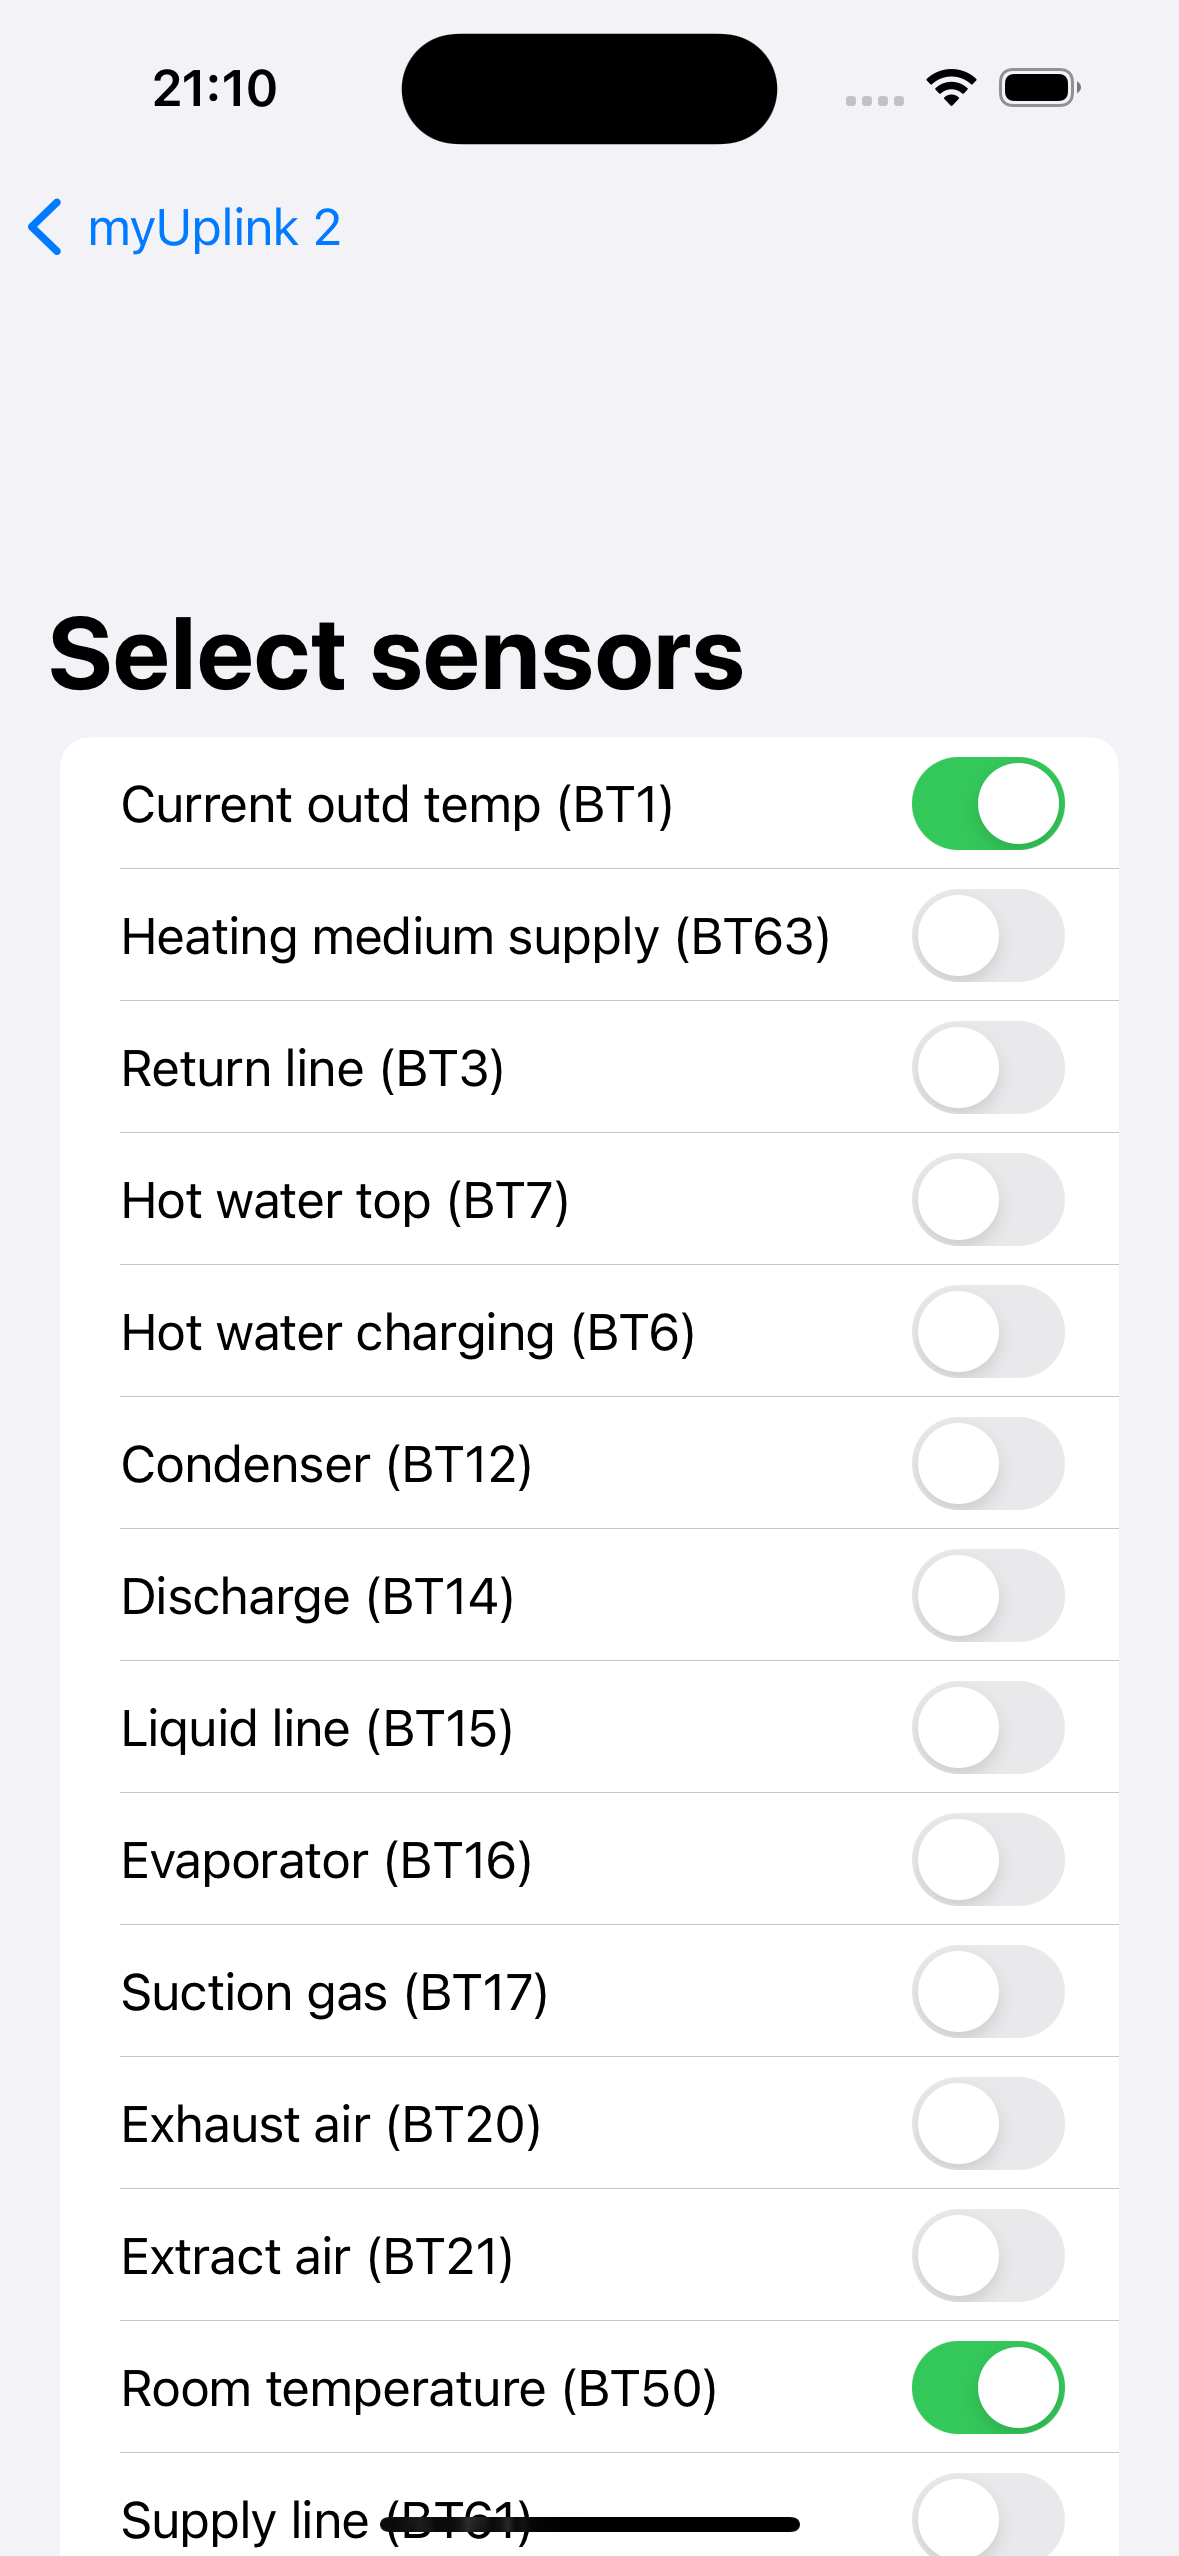 21:10
myUplink 2
Select sensors
Current outd temp (BT1)
Heating medium supply (BT63)
Return line (BT3)
Hot water top (BT7)
Hot water charging (BT6)
Condenser (BT12)
Discharge (BT14)
Liquid line (BT15)
Evaporator (BT16)
Suction gas (BT17)
Exhaust air (BT20)
Extract air (BT21)
Room temperature (BT50)
Supply line (BT61)